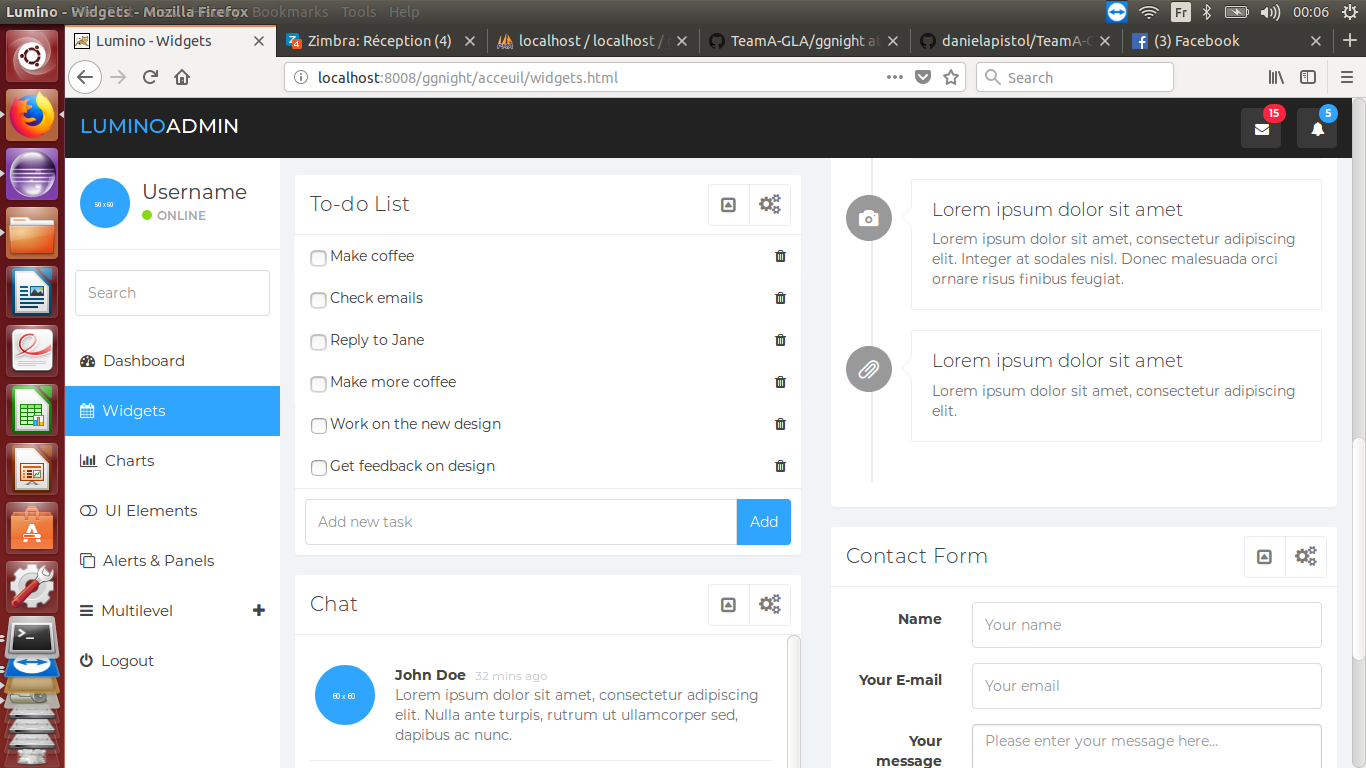 Lumino - Widgets - Mozilla Firefox
Bookmarks Tools Help
Fr
00:06
Lumino - Widgets
Zimbra: Réception (4)
localhost / localhost /
TeamA-GLA/ggnight
danielapistol/TeamA-
(3) Facebook
localhost:8008/ggnight/acceuil/widgets.html
Search
LUMINOADMIN
15
5
50 x 50
Username
ONLINE
Search
Dashboard
Widgets
Charts
UI Elements
Alerts & Panels
Multilevel
Logout
To-do List
Make coffee
Check emails
Reply to Jane
Make more coffee
Work on the new design
Get feedback on design
Add new task
Add
Chat
60 x 60
John Doe 32 mins ago
Lorem ipsum dolor sit amet, consectetur adipiscing
elit. Nulla ante turpis, rutrum ut ullamcorper sed,
dapibus ac nunc.
Lorem ipsum dolor sit amet
Lorem ipsum dolor sit amet, consectetur adipiscing
elit. Integer at sodales nisl. Donec malesuada orci
ornare risus finibus feugiat.
Lorem ipsum dolor sit amet
Lorem ipsum dolor sit amet, consectetur adipiscing
elit.
Contact Form
Name
Your name
Your E-mail
Your email
Your
message
Please enter your message here...